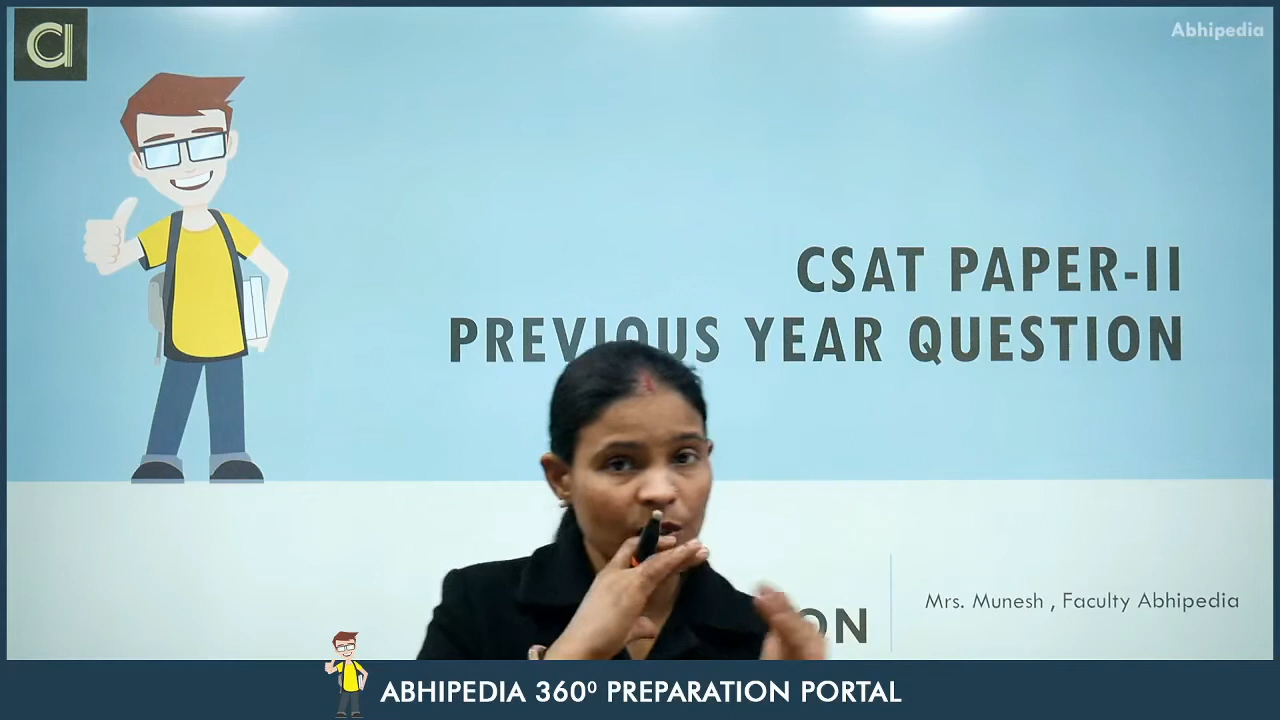 Abhipedia
CSAT PAPER-II
PREVIOUS YEAR QUESTION
Mrs. Munesh , Faculty Abhipedia
ABHIPEDIA 360⁰ PREPARATION PORTAL